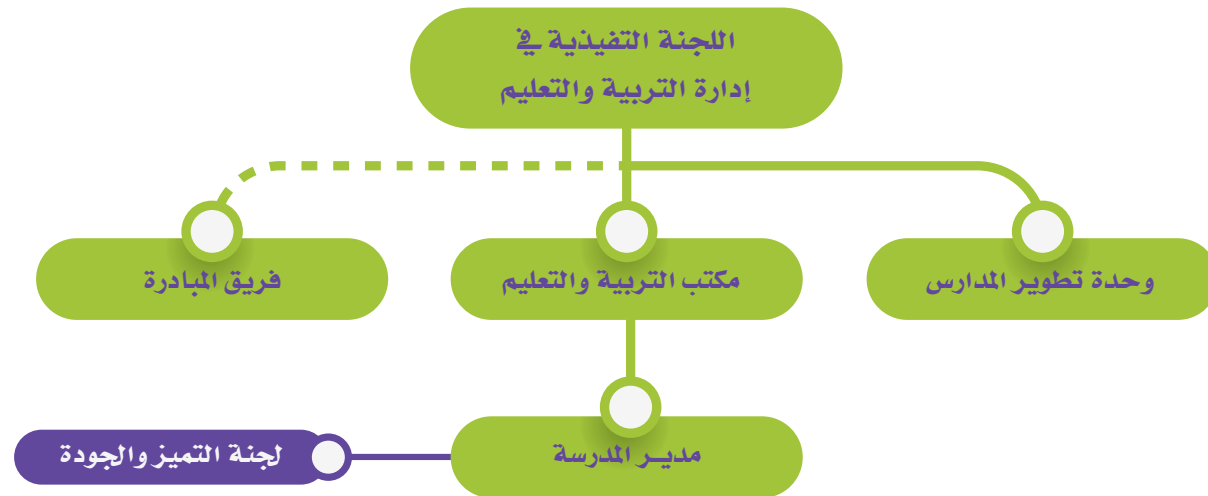 اللجنة التفيذية في
إدارة التربية والتعليم
وحدة تطوير المدارس
مكتب التربية والتعليم
فريق المبادرة
مديـر المدرسة
لجنة التميز والجودة